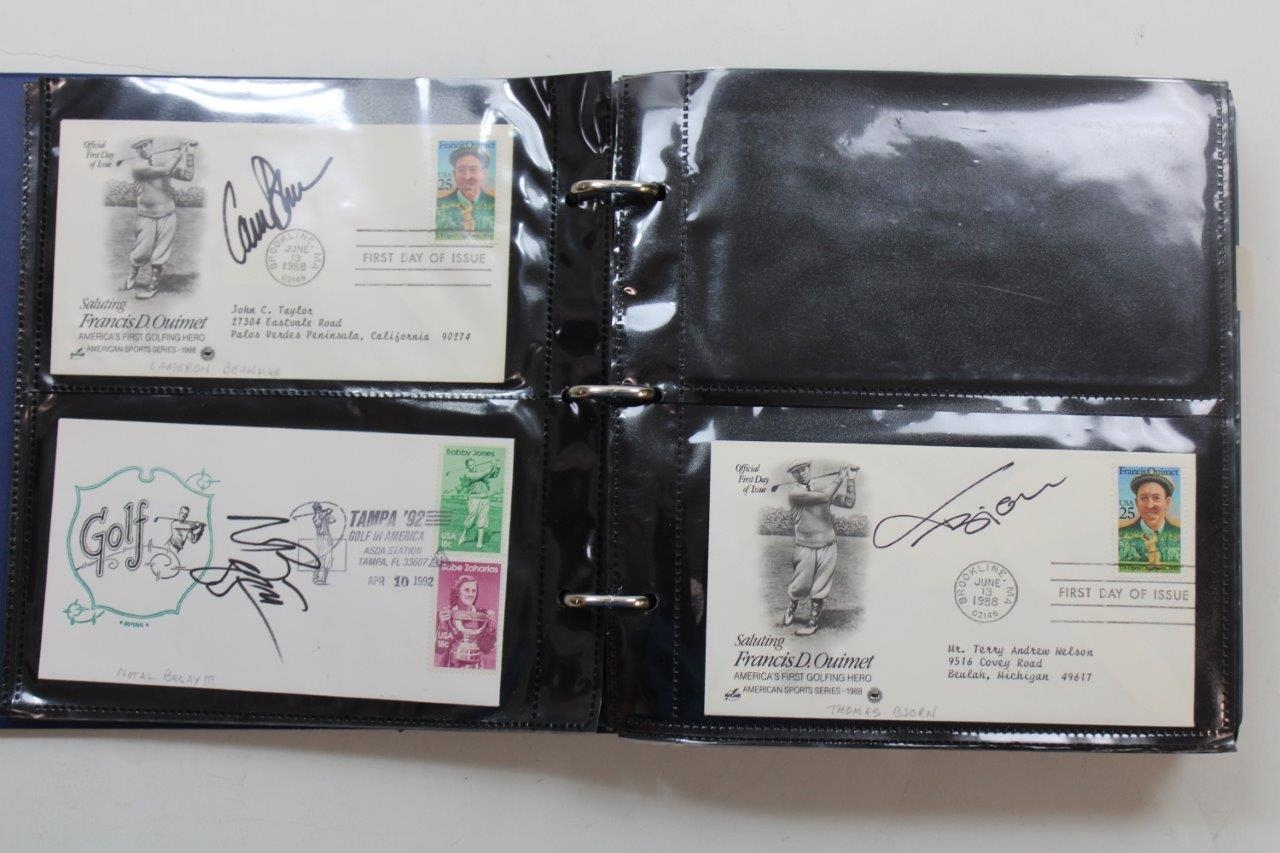 Official
First Day
of Issue
Francis Ouimet
USA
25
BROOKLINE, MA
JUNE
13
1988
02146
FIRST DAY OF ISSUE
Saluting
Francis D. Ouimet
AMERICA'S FIRST GOLFING HERO
AMERICAN SPORTS SERIES - 1988
John C. Taylor
27304 Eastvale Road
Palos Verdes Peninsula, California 90274
CAMERON BEANMAN
Golf
TAMPA '92
GOLF IN AMERICA
ASDA STATION
TAMPA, FL 33607
APR 10 1992
Bobby Jones
USA 18c
Babe Zaharias
USA
18c
NOTAL BEGAY III
Official
First Day
of Issue
Francis Ouimet
USA
25
BROOKLINE, MA
JUNE
13
1988
02146
FIRST DAY OF ISSUE
Saluting
Francis D. Ouimet
AMERICA'S FIRST GOLFING HERO
AMERICAN SPORTS SERIES - 1988
Mr. Terry Andrew Nelson
9516 Covey Road
Beulah, Michigan 49617
THOMAS BJORN